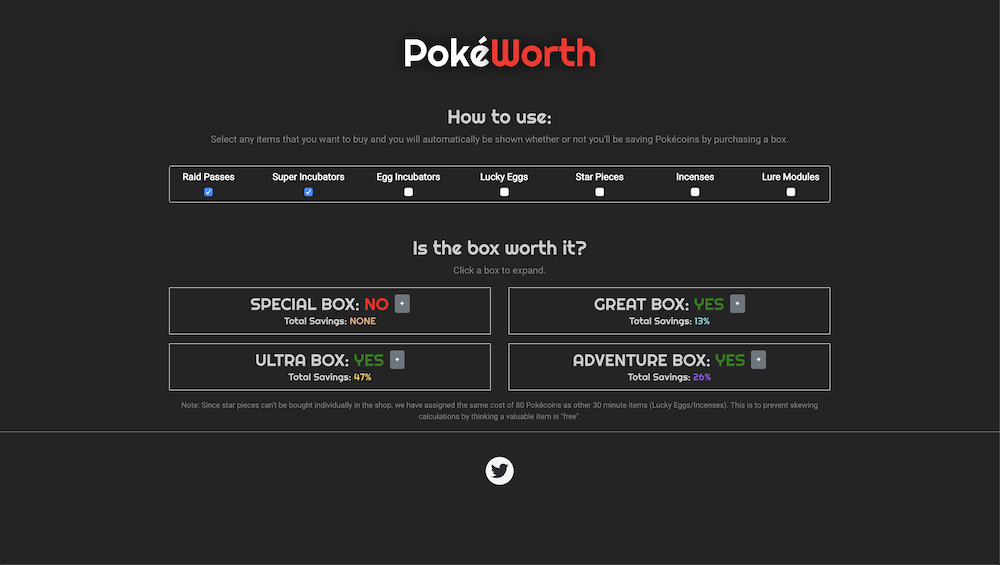 PokéWorth
How to use:
Select any items that you want to buy and you will automatically be shown whether or not you'll be saving Pokécoins by purchasing a box.
Raid Passes Super Incubators Egg Incubators Lucky Eggs Star Pieces Incenses Lure Modules
Is the box worth it?
Click a box to expand.
SPECIAL BOX: NO +
Total Savings: NONE
GREAT BOX: YES +
Total Savings: 13%
ULTRA BOX: YES +
Total Savings: 47%
ADVENTURE BOX: YES +
Total Savings: 26%
Note: Since star pieces can't be bought individually in the shop, we have assigned the same cost of 80 Pokécoins as other 30 minute items (Lucky Eggs/Incenses). This is to prevent skewing
calculations by thinking a valuable item is "free".